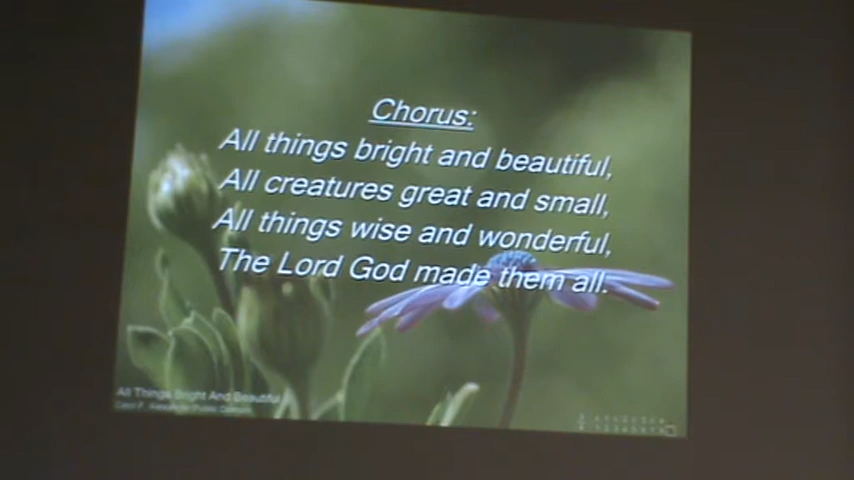 Chorus:
All things bright and beautiful,
All creatures great and small,
All things wise and wonderful,
The Lord God made them all.
All Things Bright And Beautiful